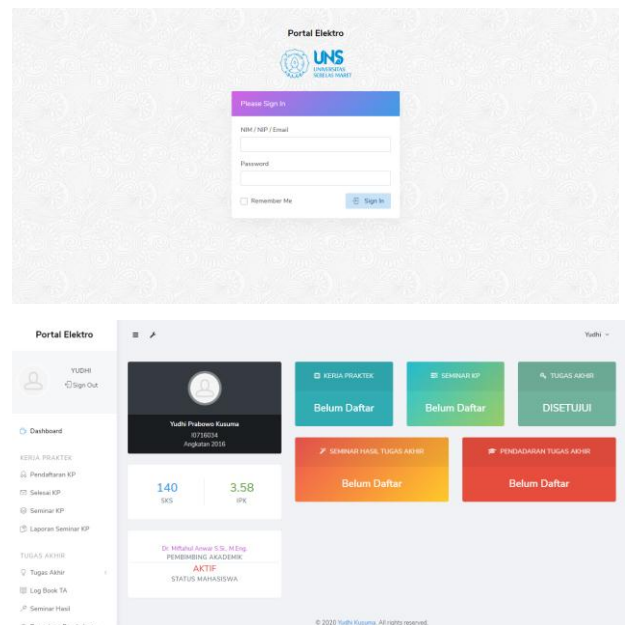 Portal Elektro
UNS
UNIVERSITAS
SEBELAS MARET
Please Sign In
NIM / NIP / Email
Password
Remember Me
Sign In
Portal Elektro
Yudhi
YUDHI
Sign Out
Dashboard
KERJA PRAKTEK
Pendaftaran KP
Selesai KP
Seminar KP
Laporan Seminar KP
TUGAS AKHIR
Tugas Akhir
Log Book TA
Seminar Hasil
Yudhi Prabowo Kusuma
I0716034
Angkatan 2016
140
SKS
3.58
IPK
Dr. Miftahul Anwar S.Si., M.Eng.
PEMBIMBING AKADEMIK
AKTIF
STATUS MAHASISWA
KERJA PRAKTEK
Belum Daftar
SEMINAR KP
Belum Daftar
TUGAS AKHIR
DISETUJUI
SEMINAR HASIL TUGAS AKHIR
Belum Daftar
PENDADARAN TUGAS AKHIR
Belum Daftar
© 2020 Yudhi Kusuma. All rights reserved.